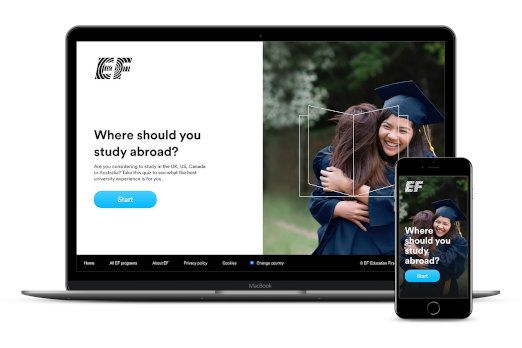 EF
Where should you
study abroad?
Are you considering to study in the UK, US, Canada
or Australia? Take this quiz to see what the best
university experience is for you.
Start
Home
All EF programs
About EF
Privacy policy
Cookies
Change country
© EF Education First
MacBook
EF
Where
should you
study
abroad?
Start